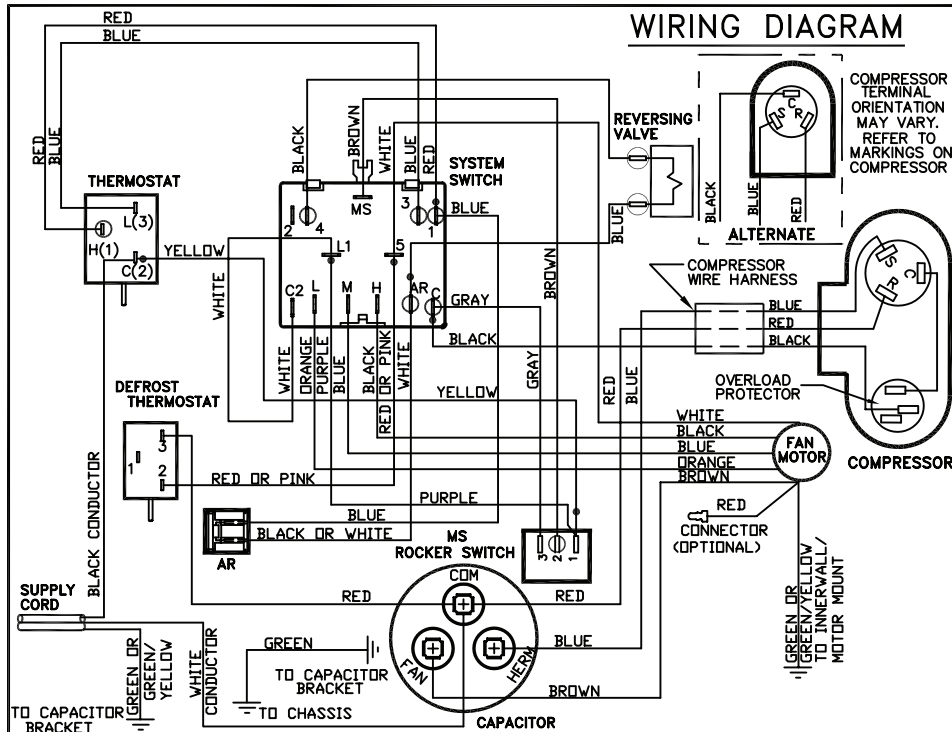 WIRING DIAGRAM
RED
BLUE
RED
BLUE
BLACK
BROWN
WHITE
BLUE
RED
SYSTEM
SWITCH
REVERSING
VALVE
C
S
R
BLACK
BLUE
RED
ALTERNATE
COMPRESSOR
TERMINAL
ORIENTATION
MAY VARY.
REFER TO
MARKINGS ON
COMPRESSOR
THERMOSTAT
L(3)
H(1)
C(2)
YELLOW
MS
2
4
3
1
BLUE
L1
5
C2
L
M
H
AR
C
GRAY
BLACK
BLUE
BROWN
WHITE
COMPRESSOR
WIRE HARNESS
BLUE
RED
BLACK
S
C
R
WHITE
ORANGE
PURPLE
BLUE
BLACK
RED OR PINK
WHITE
GRAY
RED
BLUE
YELLOW
OVERLOAD
PROTECTOR
COMPRESSOR
DEFROST
THERMOSTAT
3
1
2
RED OR PINK
PURPLE
BLUE
BLACK OR WHITE
AR
WHITE
BLACK
BLUE
ORANGE
BROWN
FAN
MOTOR
RED
CONNECTOR
(OPTIONAL)
MS
ROCKER SWITCH
3
2
1
BLACK CONDUCTOR
SUPPLY
CORD
RED
COM
RED
FAN
HERM
BLUE
BROWN
CAPACITOR
GREEN
TO CAPACITOR
BRACKET
TO CHASSIS
GREEN OR
GREEN/
YELLOW
WHITE
CONDUCTOR
TO CAPACITOR
BRACKET
GREEN OR
GREEN/YELLOW
TO INNERWALL/
MOTOR MOUNT